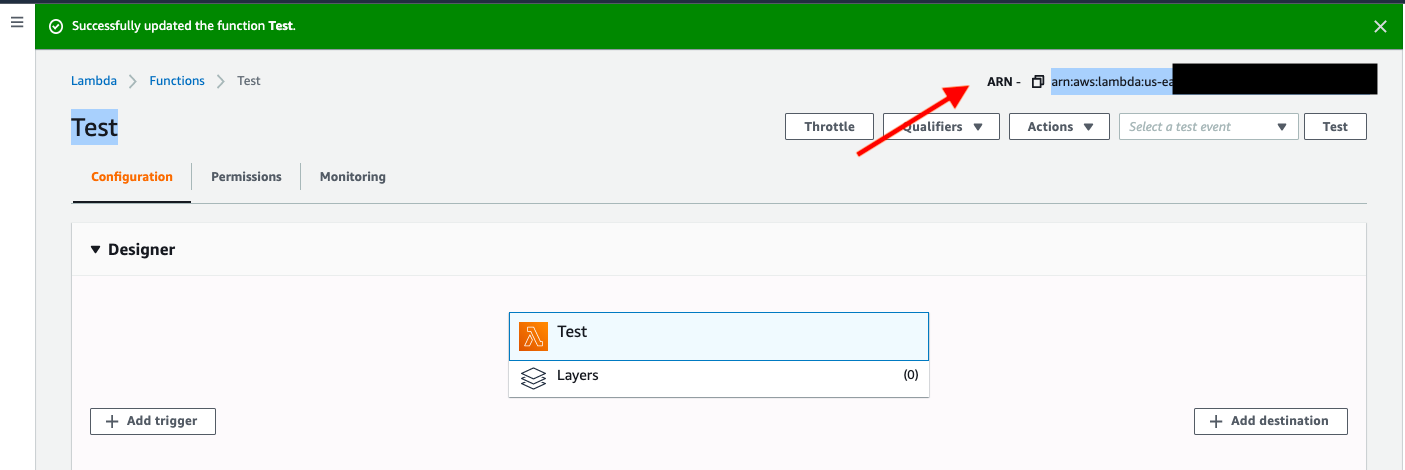 Successfully updated the function Test.
Lambda Functions Test
ARN - arn:aws:lambda:us-ea
Test
Throttle Qualifiers Actions Select a test event Test
Configuration Permissions Monitoring
Designer
Test
Layers (0)
Add trigger Add destination